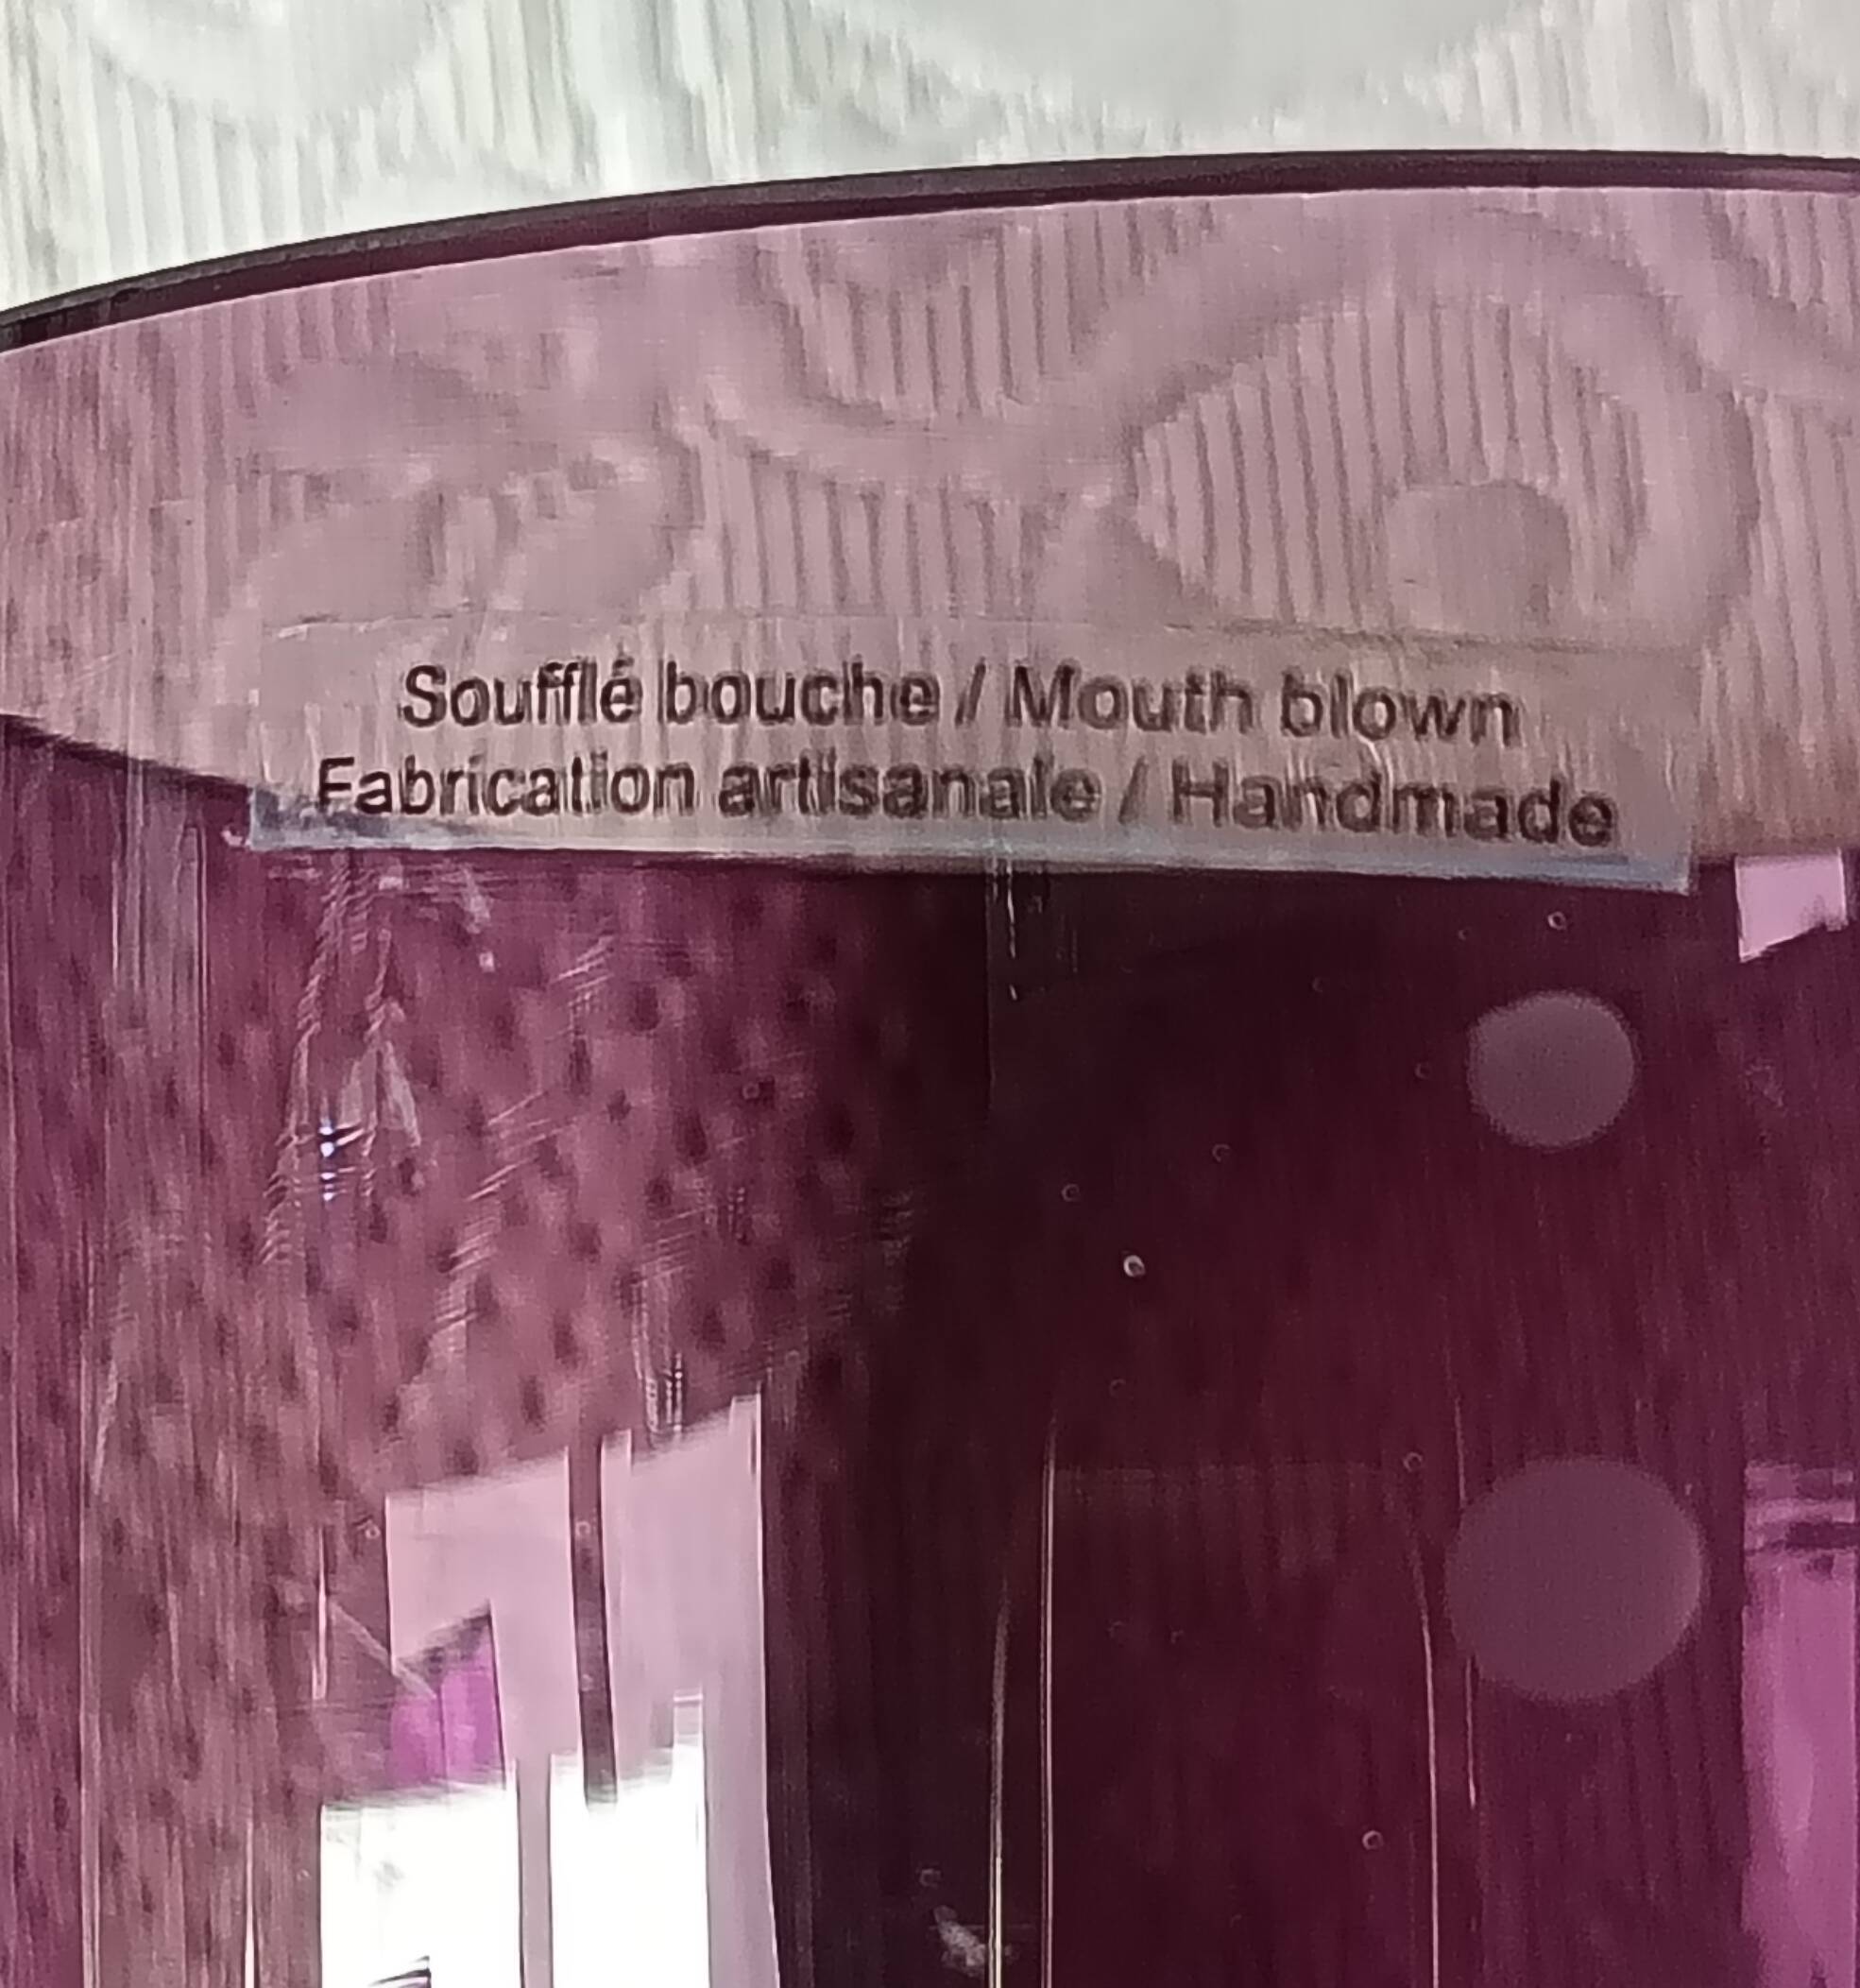 Soufflé bouche / Mouth blown
Fabrication artisanale / Handmade